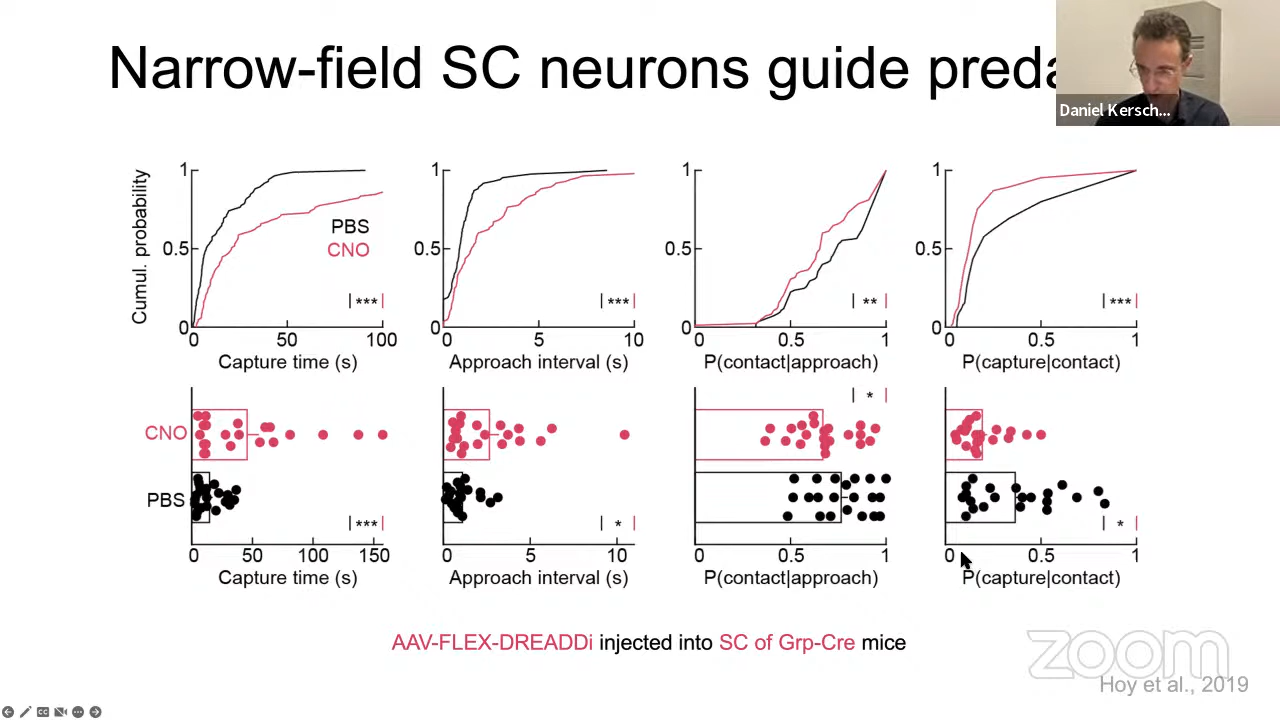 Narrow-field SC neurons guide preda
Daniel Kersch...
Cumul. probability
1
0.5
0
PBS
CNO
***
0
50
100
Capture time (s)
1
0.5
0
***
0
5
10
Approach interval (s)
1
0.5
0
**
0
0.5
1
P(contact|approach)
1
0.5
0
***
0
0.5
1
P(capture|contact)
CNO
PBS
***
0
50
100
150
Capture time (s)
*
0
5
10
Approach interval (s)
*
0
0.5
1
P(contact|approach)
*
0
0.5
1
P(capture|contact)
AAV-FLEX-DREADDi injected into SC of Grp-Cre mice
zoom
Hoy et al., 2019
CC